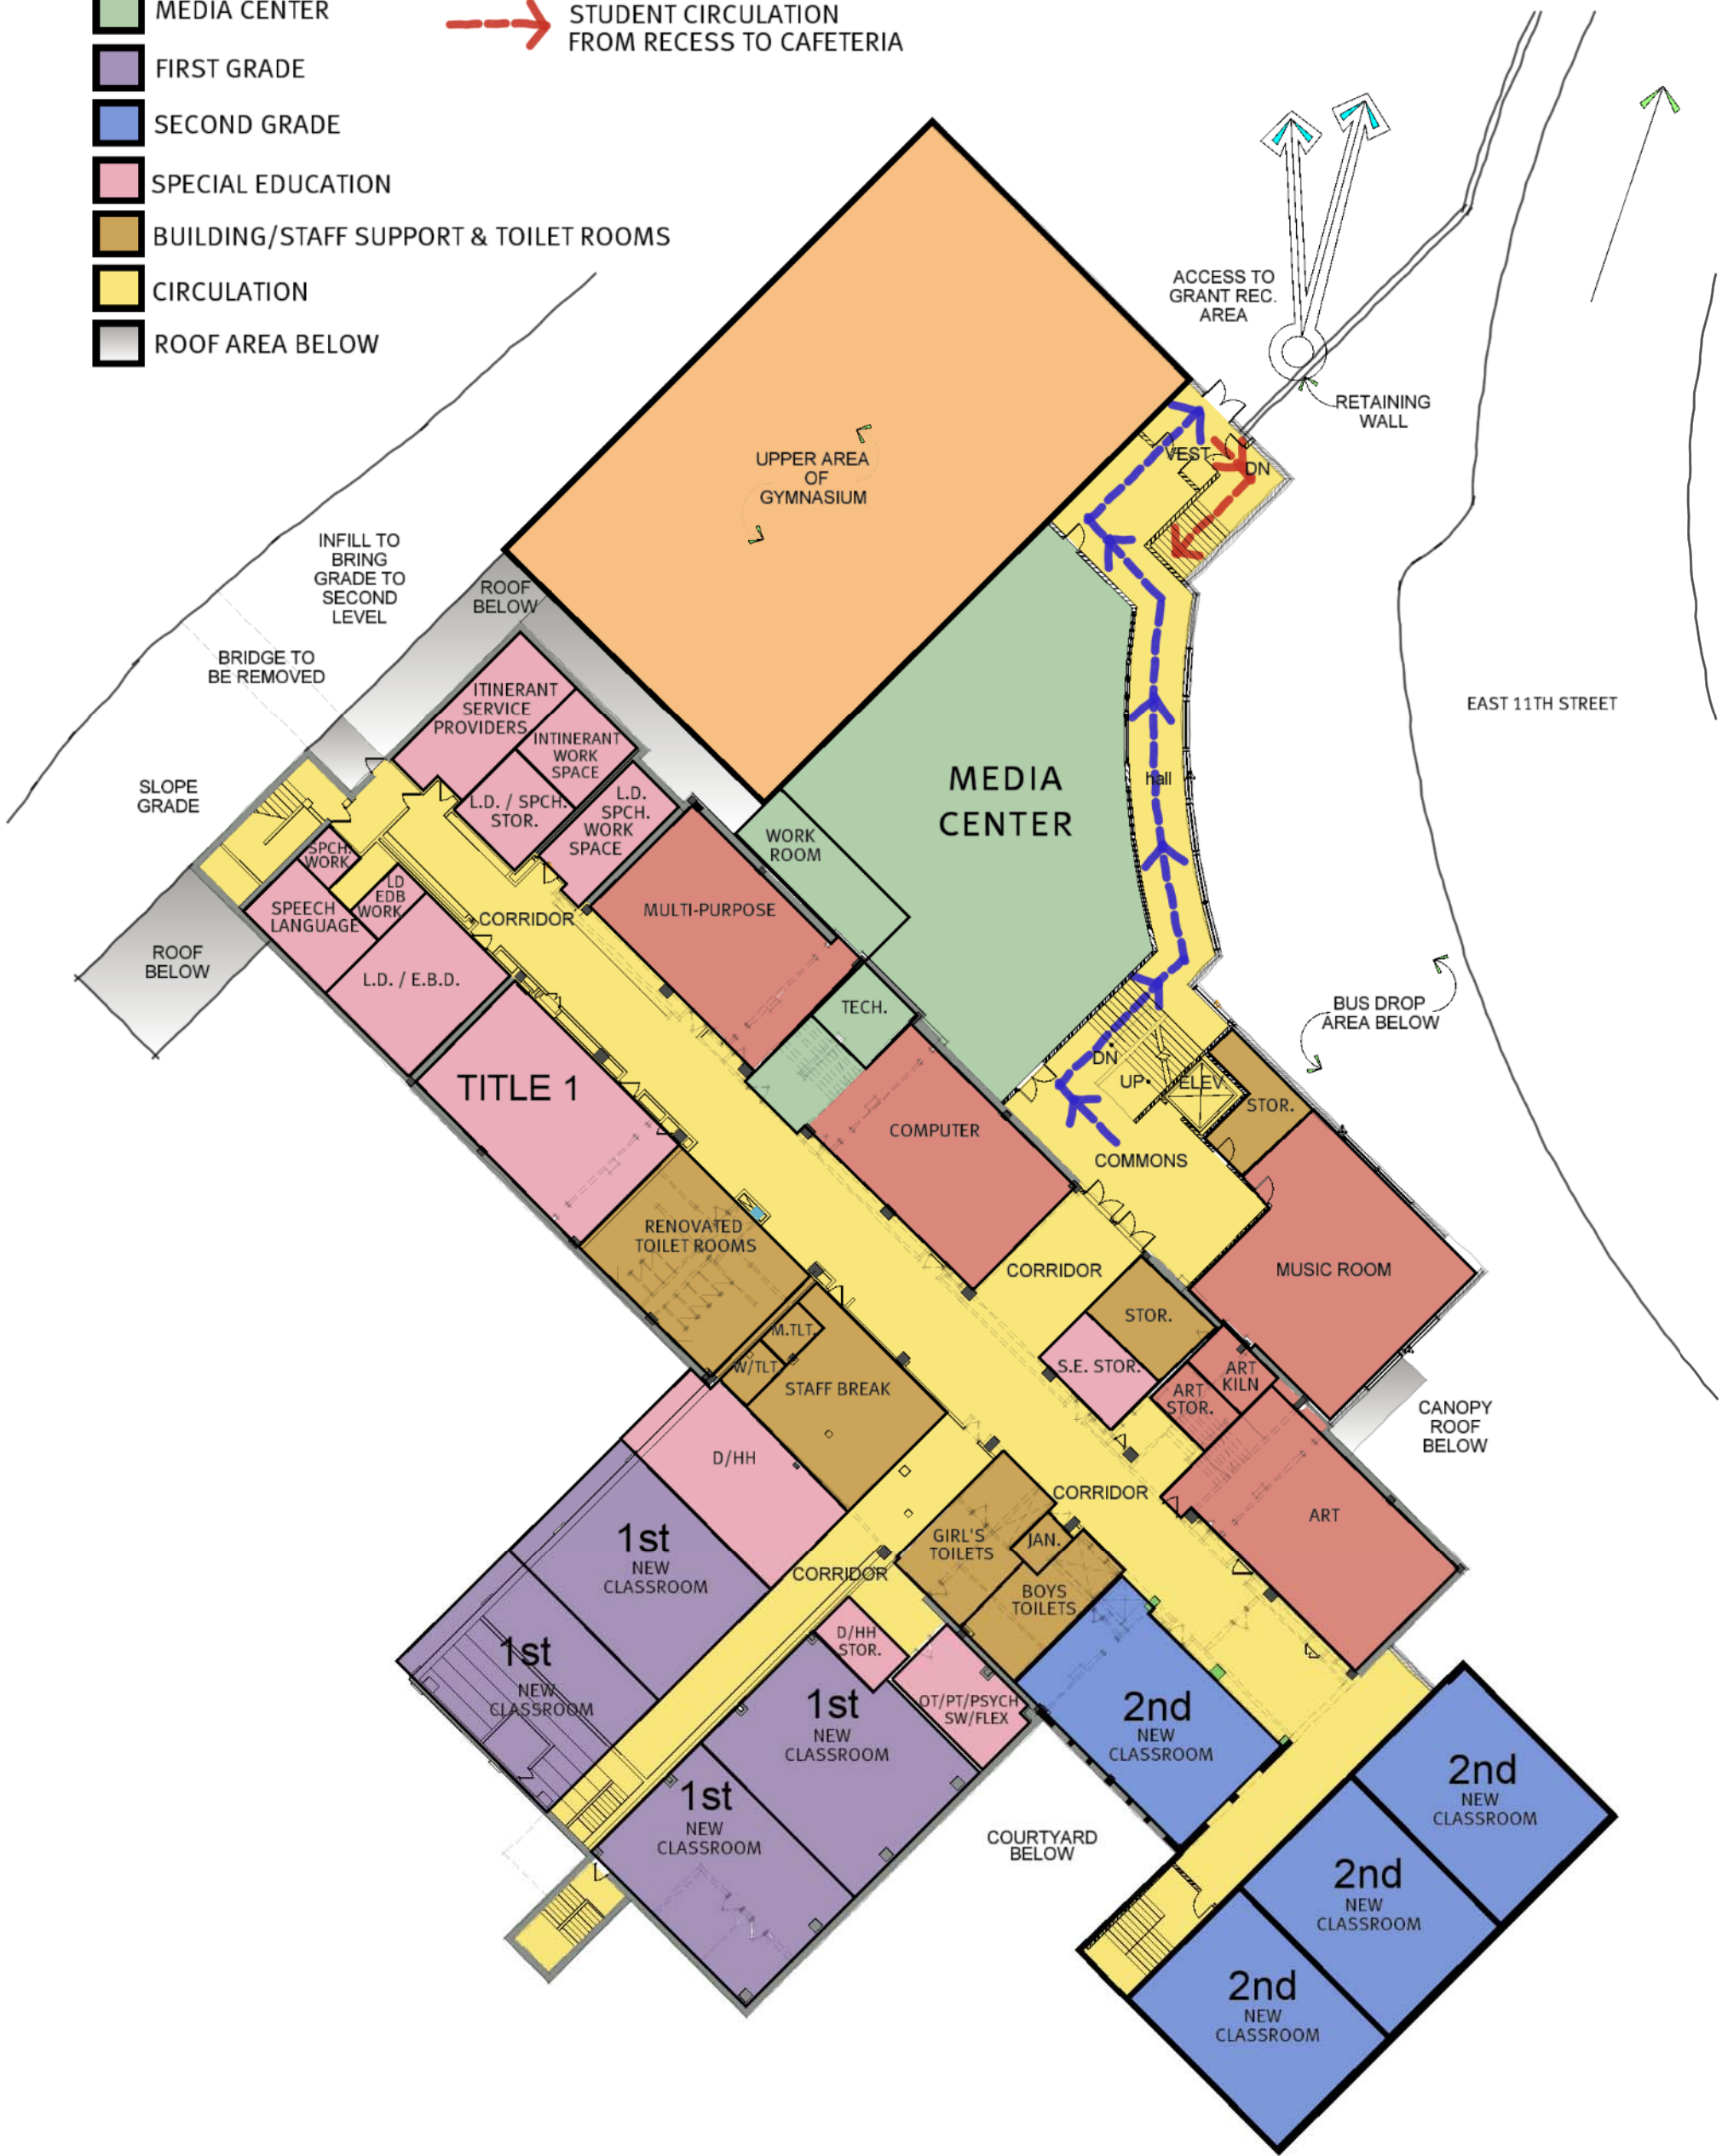 MEDIA CENTER
FIRST GRADE
SECOND GRADE
SPECIAL EDUCATION
BUILDING/STAFF SUPPORT & TOILET ROOMS
CIRCULATION
ROOF AREA BELOW
STUDENT CIRCULATION
FROM RECESS TO CAFETERIA
ACCESS TO
GRANT REC.
AREA
RETAINING
WALL
UPPER AREA
OF
GYMNASIUM
VEST.
DN
INFILL TO
BRING
GRADE TO
SECOND
LEVEL
ROOF
BELOW
BRIDGE TO
BE REMOVED
EAST 11TH STREET
ITINERANT
SERVICE
PROVIDERS
INTINERANT
WORK
SPACE
SLOPE
GRADE
L.D. / SPCH.
STOR.
L.D.
SPCH.
WORK
SPACE
MEDIA
CENTER
hall
WORK
ROOM
SPCH.
WORK
LD
EDB
WORK
SPEECH
LANGUAGE
CORRIDOR
MULTI-PURPOSE
ROOF
BELOW
L.D. / E.B.D.
TECH.
BUS DROP
AREA BELOW
TITLE 1
DN
UP
ELEV.
STOR.
COMPUTER
COMMONS
RENOVATED
TOILET ROOMS
CORRIDOR
MUSIC ROOM
STOR.
M.TLT.
W/TLT
STAFF BREAK
S.E. STOR.
ART
KILN
ART
STOR.
CANOPY
ROOF
BELOW
D/HH
CORRIDOR
ART
1st
NEW
CLASSROOM
GIRL'S
TOILETS
JAN.
CORRIDOR
BOYS
TOILETS
1st
NEW
CLASSROOM
D/HH
STOR.
1st
NEW
CLASSROOM
OT/PT/PSYCH
SW/FLEX
2nd
NEW
CLASSROOM
1st
NEW
CLASSROOM
2nd
NEW
CLASSROOM
COURTYARD
BELOW
2nd
NEW
CLASSROOM
2nd
NEW
CLASSROOM